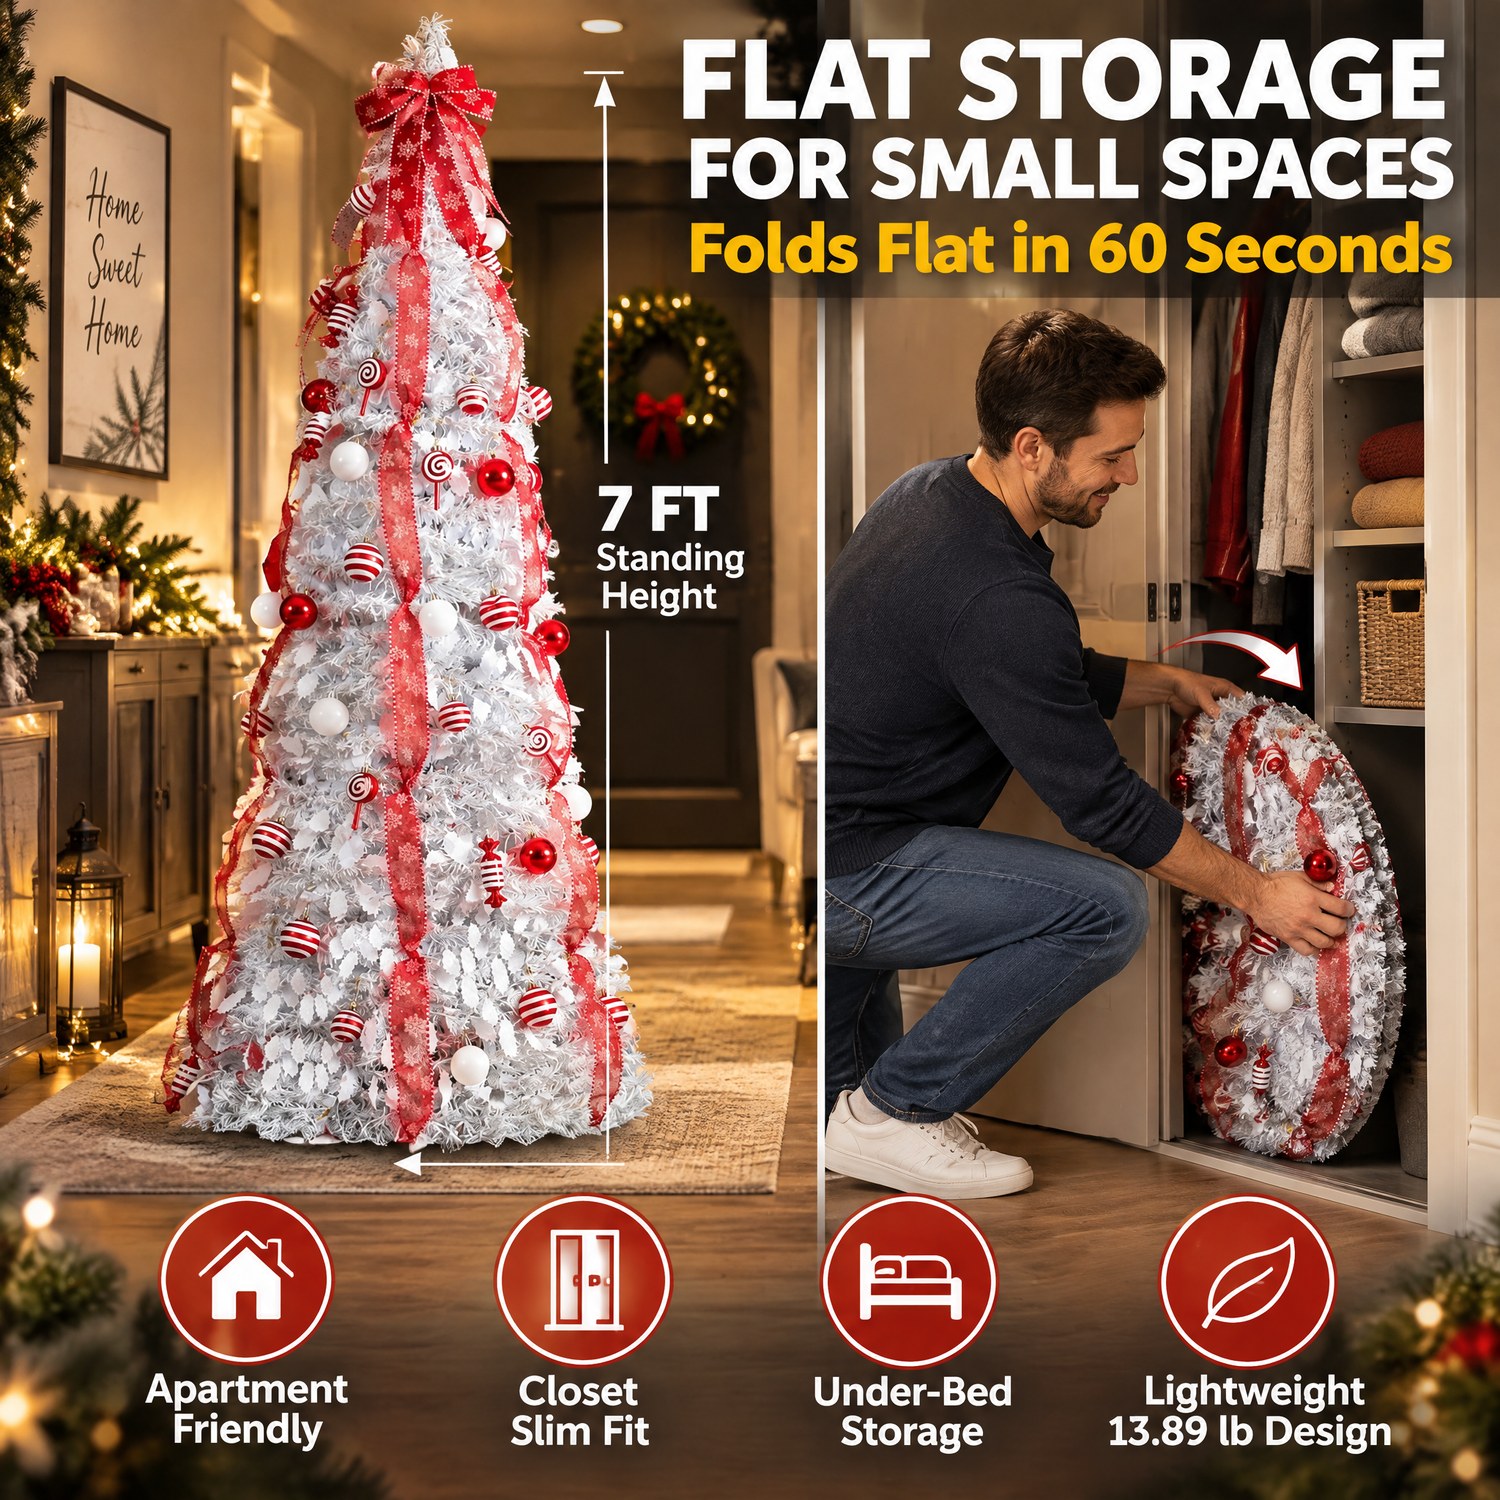 FLAT STORAGE
FOR SMALL SPACES
Folds Flat in 60 Seconds
Home
Sweet
Home
7 FT
Standing
Height
Apartment
Friendly
Closet
Slim Fit
Under-Bed
Storage
Lightweight
13.89 lb Design